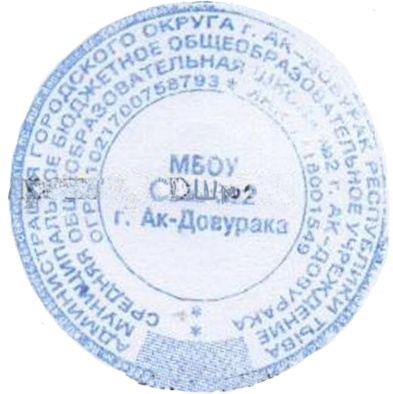 АДМИНИСТРАЦИЯ ГОРОДСКОГО ОКРУГА г. АК-ДОВУРАК РЕСПУБЛИКИ ТЫВА
МУНИЦИПАЛЬНОЕ БЮДЖЕТНОЕ ОБЩЕОБРАЗОВАТЕЛЬНОЕ УЧРЕЖДЕНИЕ
СРЕДНЯЯ ОБЩЕОБРАЗОВАТЕЛЬНАЯ ШКОЛА №2 г. АК-ДОВУРАКА
ОГРН 1021700758793 *
МБОУ
СОШ №2
г. Ак-Довурака